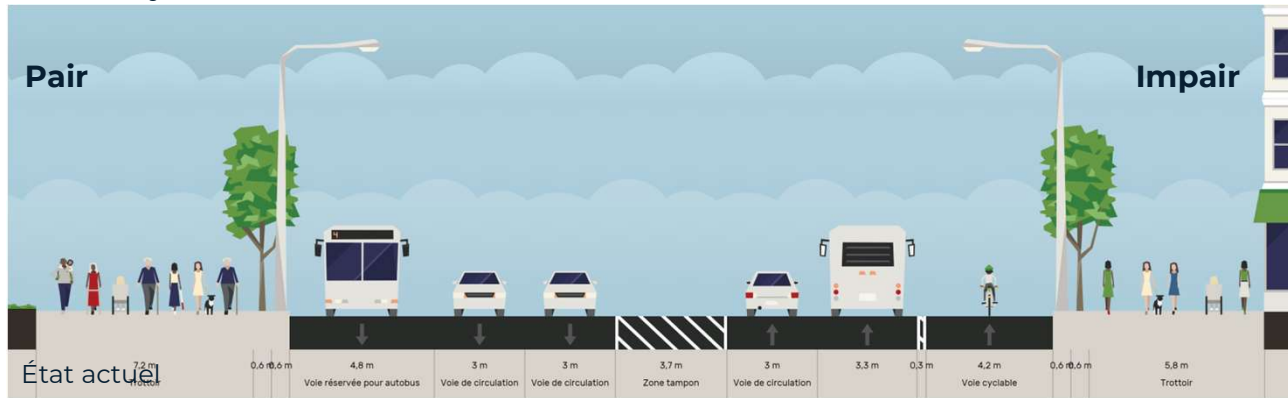 Pair
Impair
4
7,2 m 0,6 m 0,6 m 4,8 m 3 m 3 m 3,7 m 3 m 3,3 m 0,3 m 4,2 m 0,6 m 0,6 m 5,8 m
Trottoir Voie réservée pour autobus Voie de circulation Voie de circulation Zone tampon Voie de circulation Voie cyclable Trottoir
État actuel